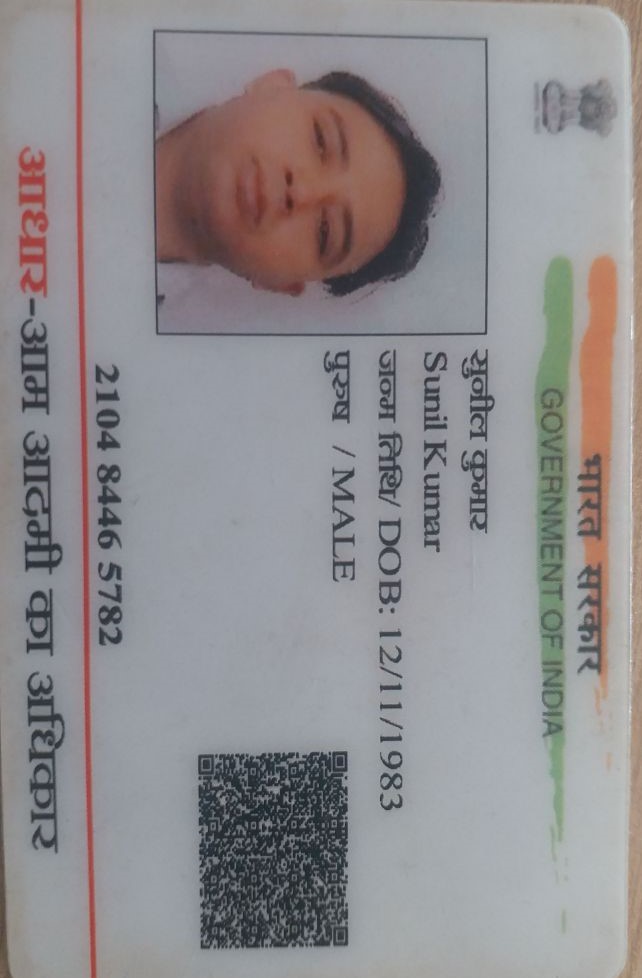 भारत सरकार
GOVERNMENT OF INDIA
सुनील कुमार
Sunil Kumar
जन्म तिथि/ DOB: 12/11/1983
पुरुष / MALE
2104 8446 5782
आधार-आम आदमी का अधिकार